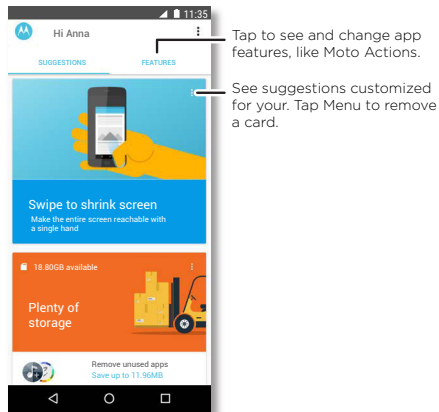 11:35
Hi Anna
SUGGESTIONS
FEATURES
Tap to see and change app
features, like Moto Actions.
See suggestions customized
for your. Tap Menu to remove
a card.
Swipe to shrink screen
Make the entire screen reachable with
a single hand
18.80GB available
Plenty of
storage
Remove unused apps
Save up to 11.96MB